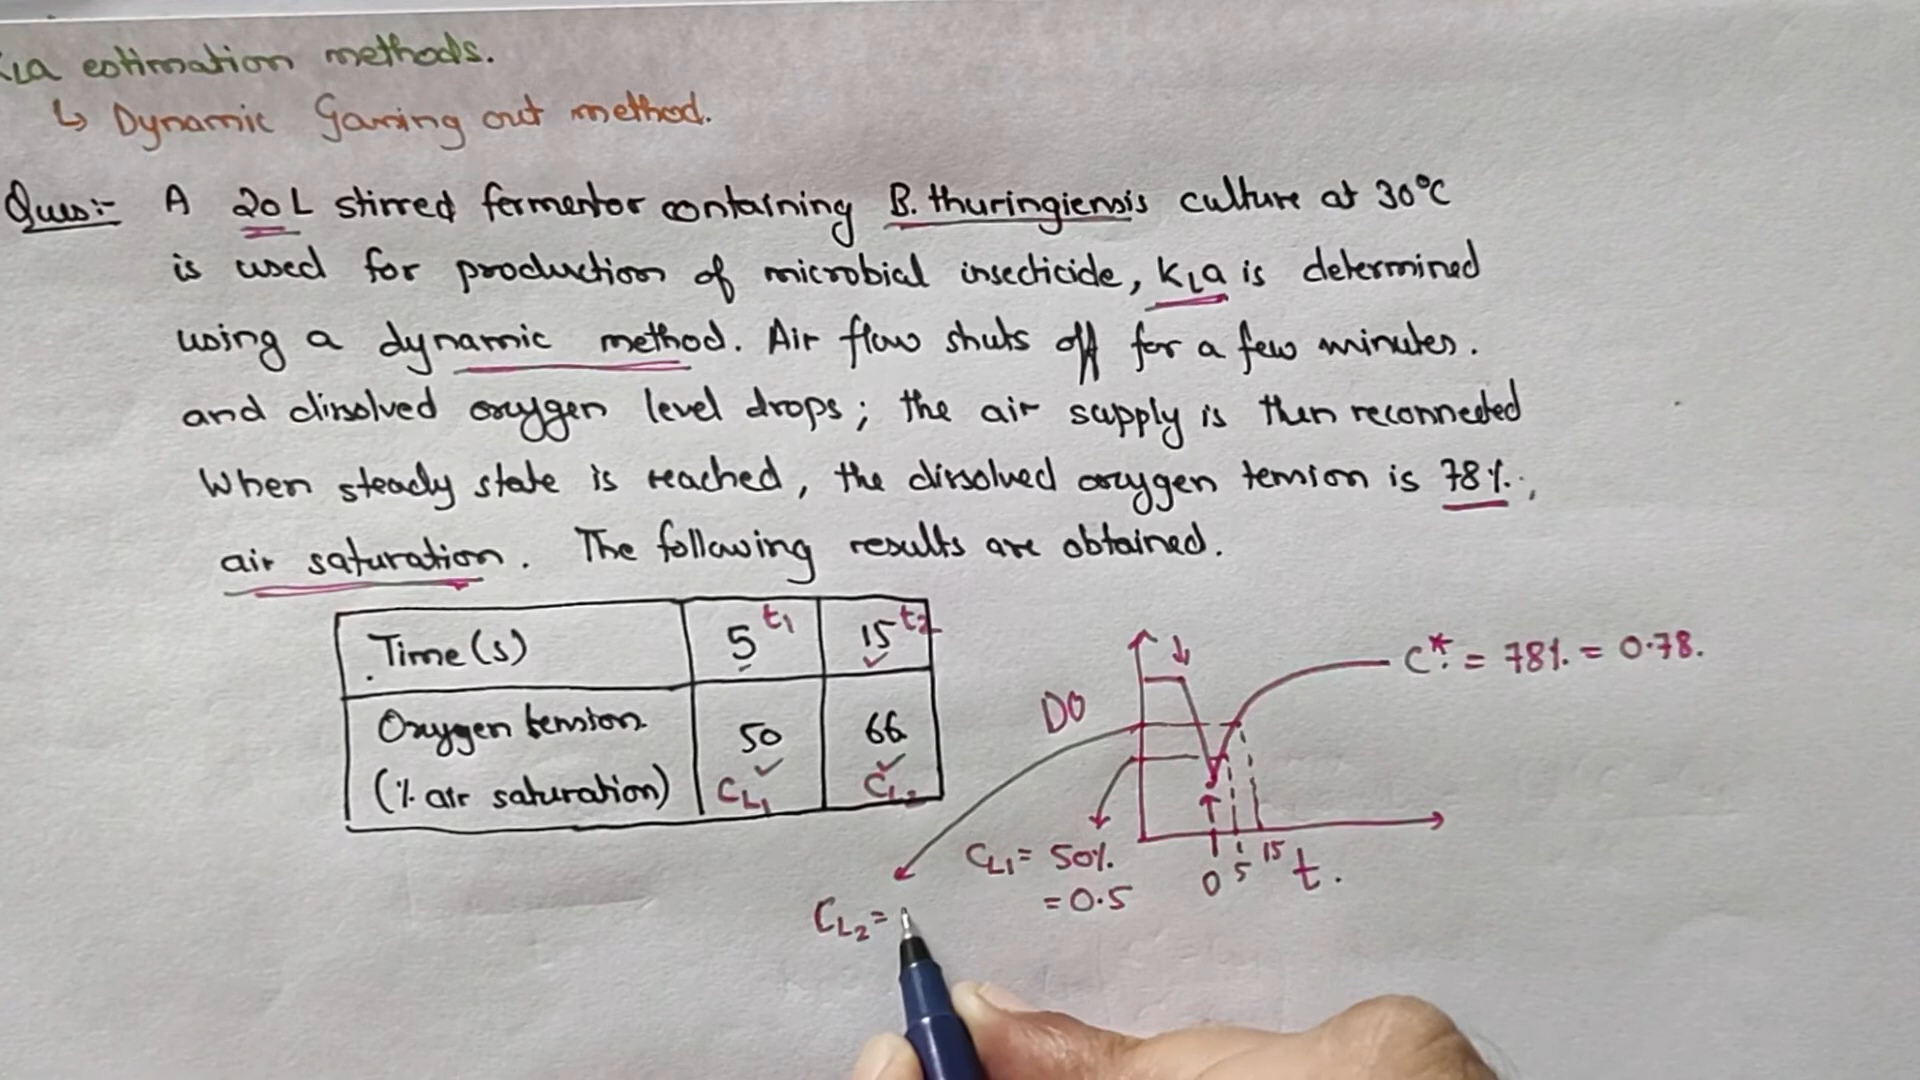 KLa estimation methods.
↳ Dynamic Gassing out method.
Ques:- A 20L stirred fermentor containing B. thuringiensis culture at 30°C
is used for production of microbial insecticide, KLa is determined
using a dynamic method. Air flow shuts off for a few minutes.
and dissolved oxygen level drops; the air supply is then reconnected
When steady state is reached, the dissolved oxygen tension is 78%.,
air saturation. The following results are obtained.
Time (s) 5 t1 15 t2
Oxygen tension 50 66
(% air saturation) CL1 CL2
DO
C* = 78% = 0.78.
0 5 15 t.
CL1 = 50%
= 0.5
CL2 =